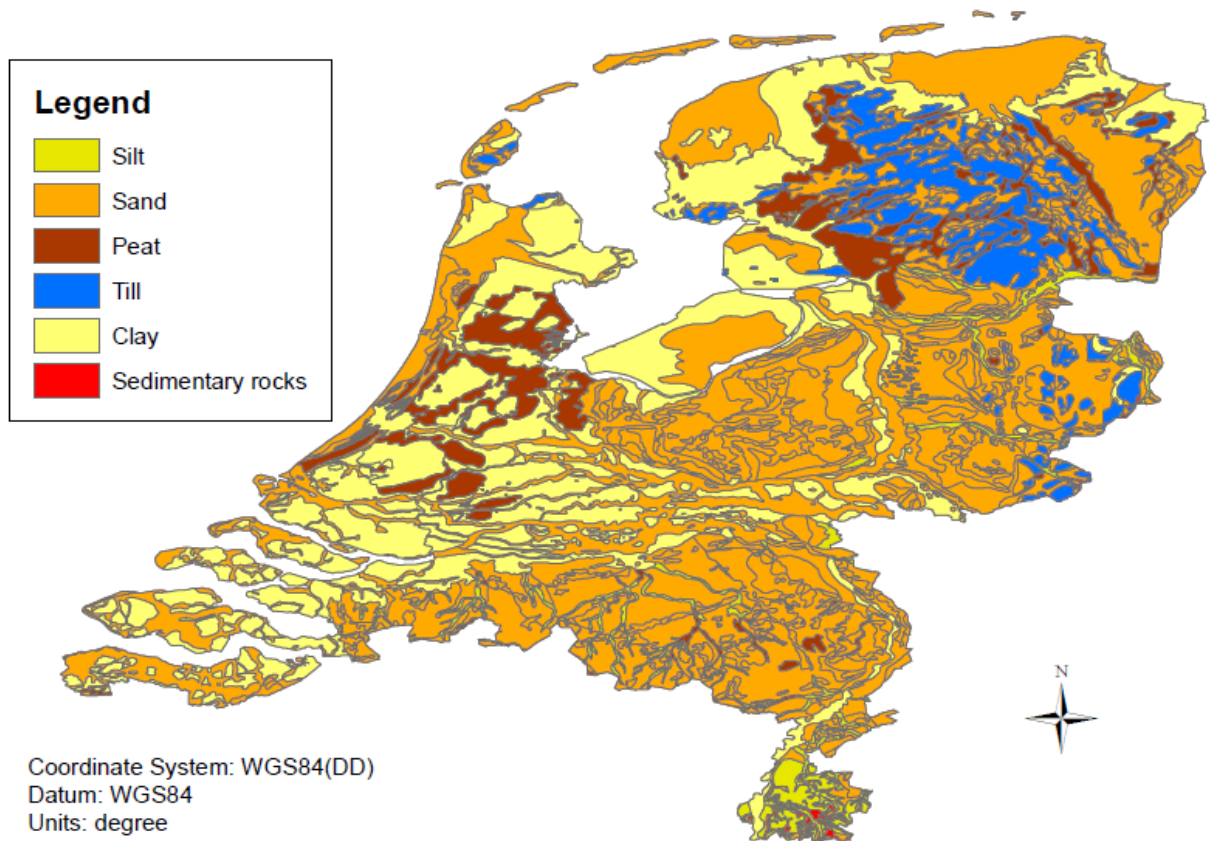 Legend
Silt
Sand
Peat
Till
Clay
Sedimentary rocks
N
Coordinate System: WGS84(DD)
Datum: WGS84
Units: degree